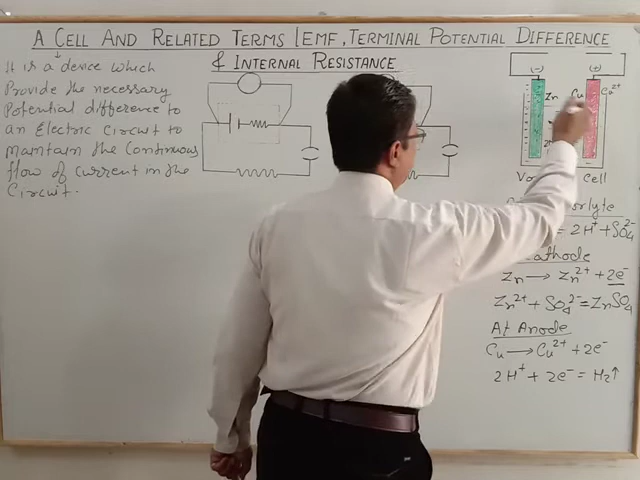 A CELL AND RELATED TERMS | EMF, TERMINAL POTENTIAL DIFFERENCE
& INTERNAL RESISTANCE
It is a device which
Provide the necessary
Potential difference to
an Electric Circuit to
maintain the Continuous
flow of current in the
Circuit.
(-) (+)
Zn Cu Cu²⁺
Cell
= 2H⁺ + SO₄²⁻
Zn → Zn²⁺ + 2e⁻
Zn²⁺ + SO₄²⁻ = ZnSO₄
At Anode
Cu → Cu²⁺ + 2e⁻
2H⁺ + 2e⁻ = H₂↑